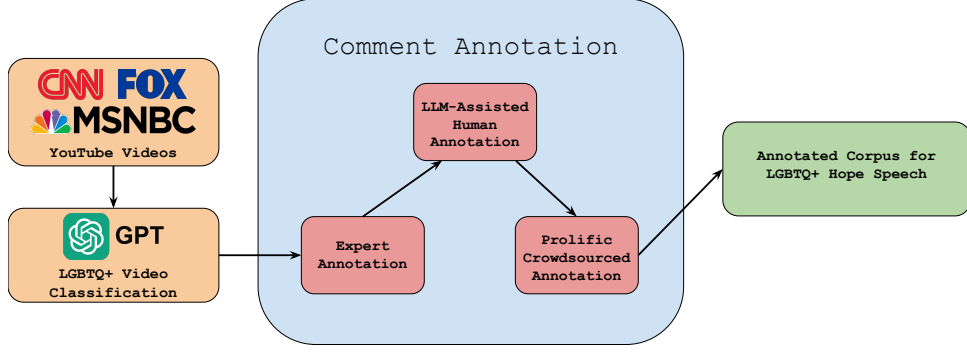 CNN FOX
MSNBC
YouTube Videos
GPT
LGBTQ+ Video
Classification
Comment Annotation
Expert
Annotation
LLM-Assisted
Human
Annotation
Prolific
Crowdsourced
Annotation
Annotated Corpus for
LGBTQ+ Hope Speech